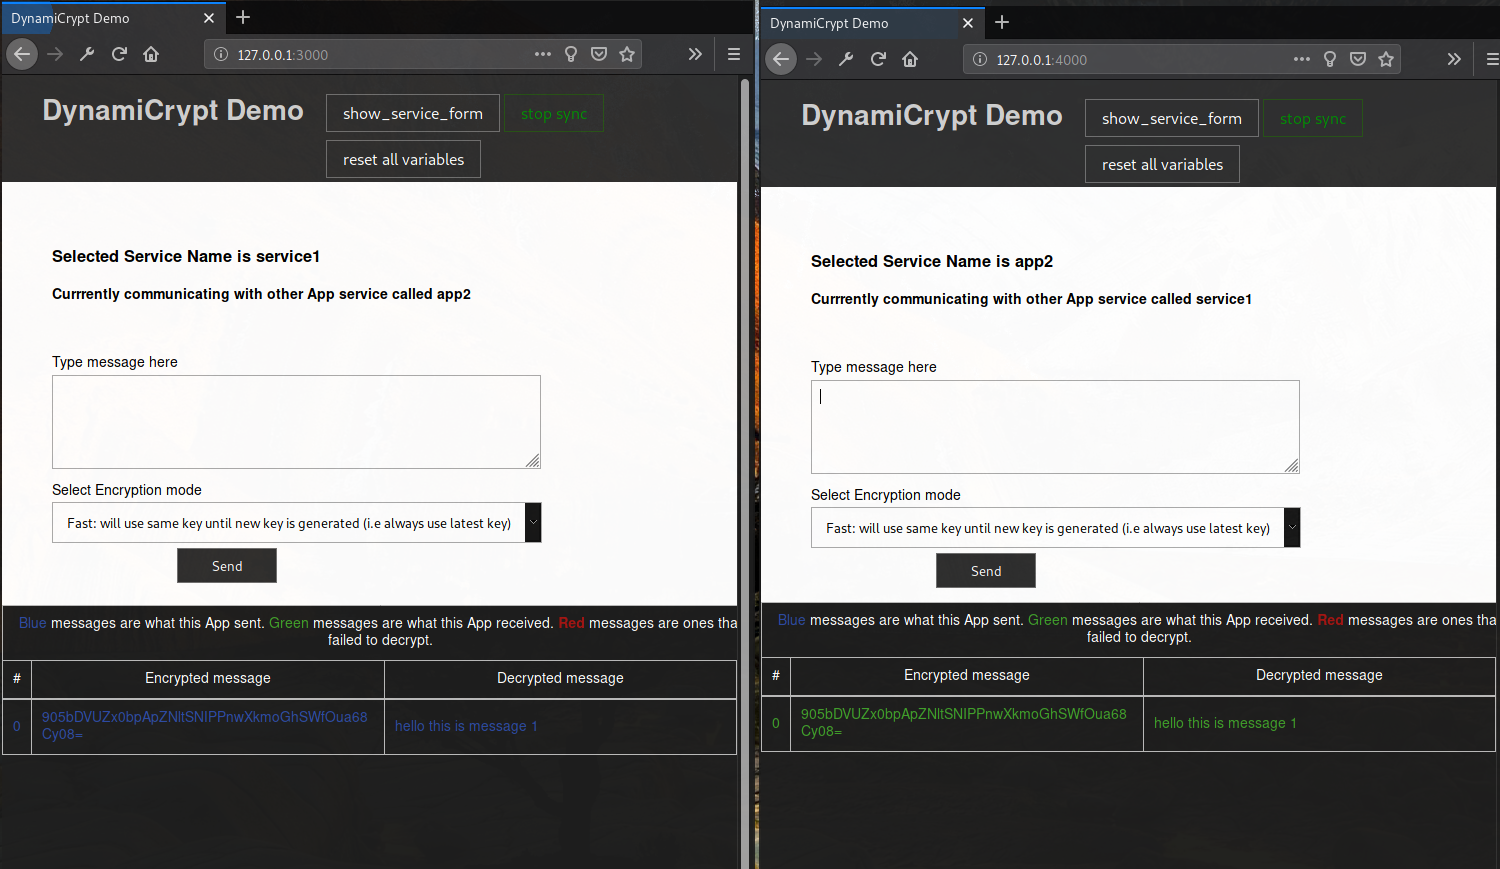 DynamiCrypt Demo
127.0.0.1:3000
DynamiCrypt Demo
show_service_form
stop sync
reset all variables
Selected Service Name is service1
Currrently communicating with other App service called app2
Type message here
Select Encryption mode
Fast: will use same key until new key is generated (i.e always use latest key)
Send
Blue messages are what this App sent. Green messages are what this App received. Red messages are ones tha
failed to decrypt.
# Encrypted message Decrypted message
0 905bDVUZx0bpApZNltSNIPPnwXkmoGhSWfOua68
Cy08=
hello this is message 1
DynamiCrypt Demo
127.0.0.1:4000
DynamiCrypt Demo
show_service_form
stop sync
reset all variables
Selected Service Name is app2
Currrently communicating with other App service called service1
Type message here
Select Encryption mode
Fast: will use same key until new key is generated (i.e always use latest key)
Send
Blue messages are what this App sent. Green messages are what this App received. Red messages are ones tha
failed to decrypt.
# Encrypted message Decrypted message
0 905bDVUZx0bpApZNltSNIPPnwXkmoGhSWfOua68
Cy08=
hello this is message 1